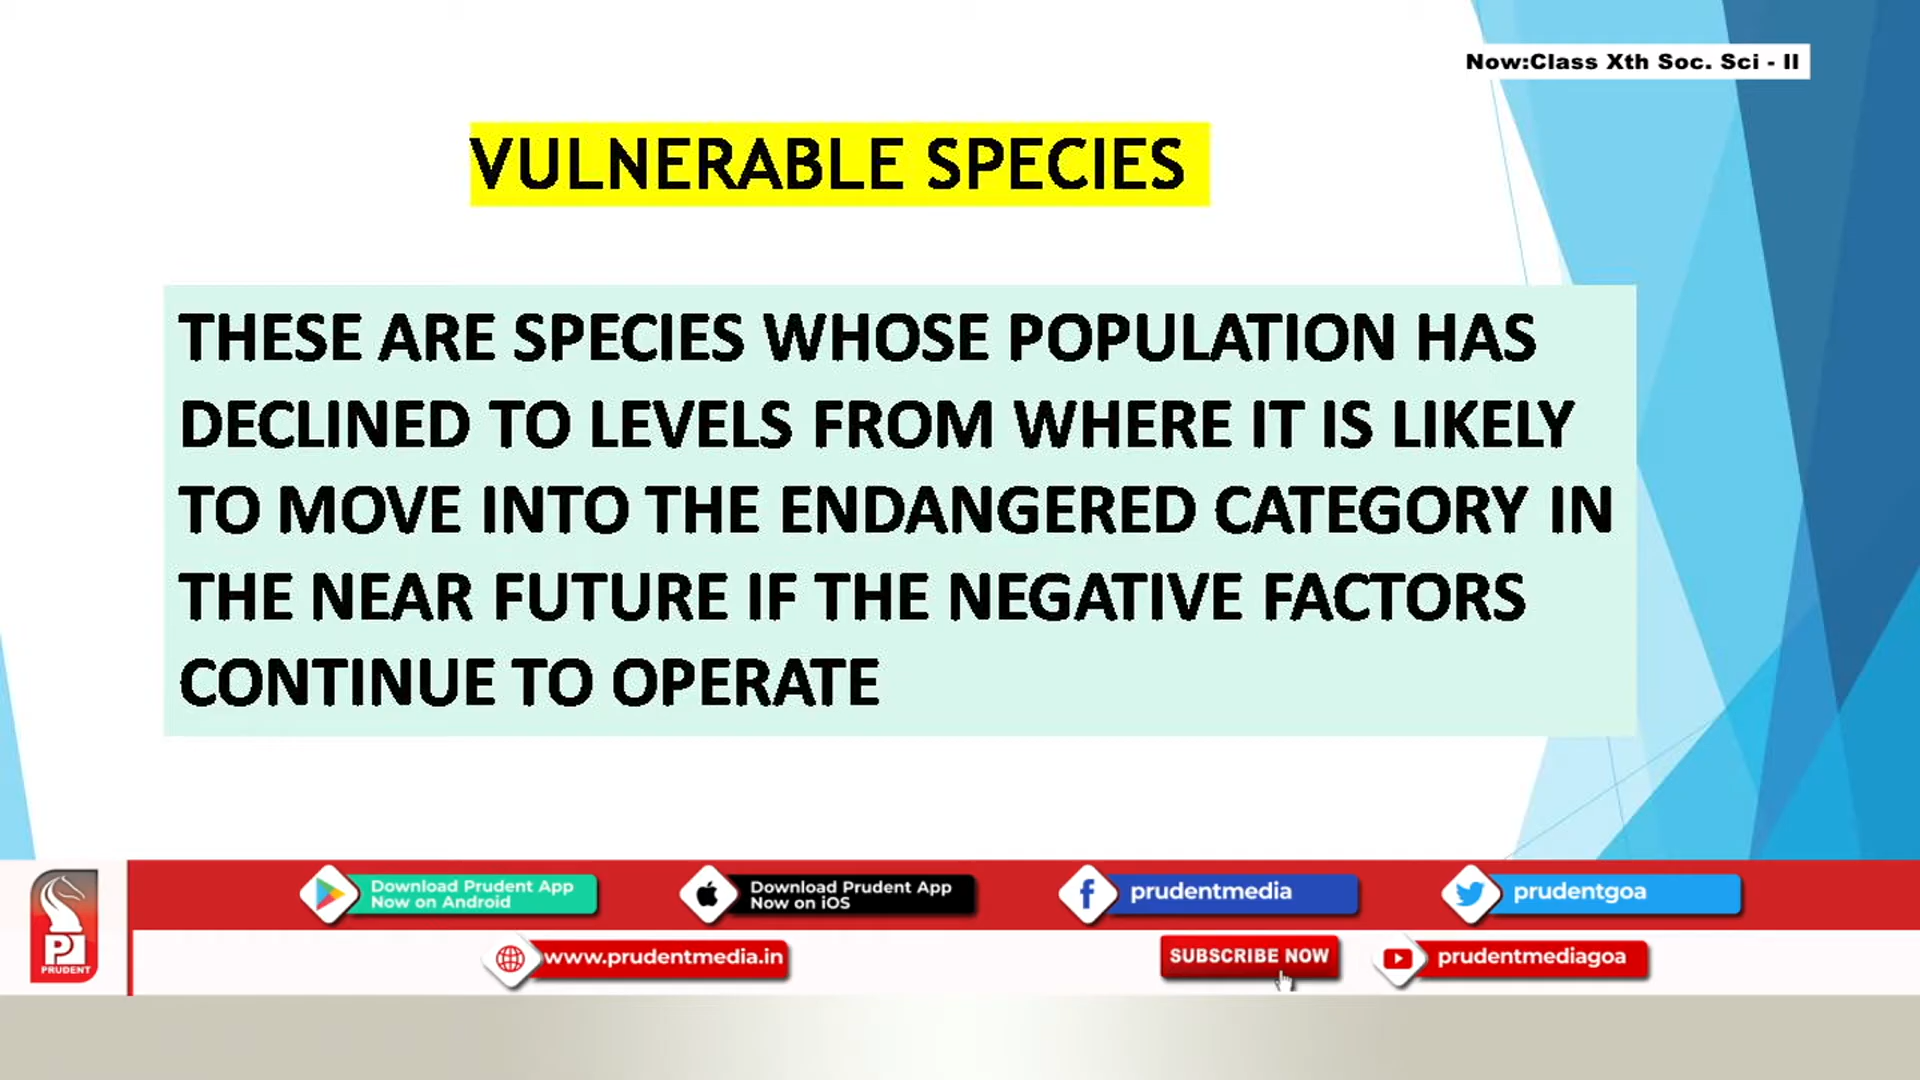 Now:Class Xth Soc. Sci - II
VULNERABLE SPECIES
THESE ARE SPECIES WHOSE POPULATION HAS
DECLINED TO LEVELS FROM WHERE IT IS LIKELY
TO MOVE INTO THE ENDANGERED CATEGORY IN
THE NEAR FUTURE IF THE NEGATIVE FACTORS
CONTINUE TO OPERATE
Download Prudent App
Now on Android
Download Prudent App
Now on iOS
prudentmedia
prudentgoa
PRUDENT
www.prudentmedia.in
SUBSCRIBE NOW
prudentmediagoa